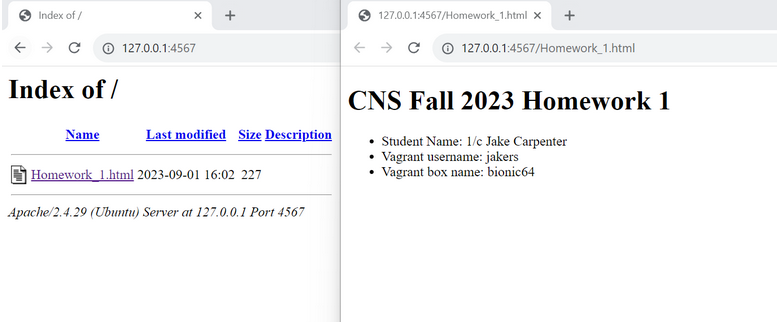 Index of /
127.0.0.1:4567
Index of /
Name Last modified Size Description
Homework_1.html 2023-09-01 16:02 227
Apache/2.4.29 (Ubuntu) Server at 127.0.0.1 Port 4567
127.0.0.1:4567/Homework_1.html
127.0.0.1:4567/Homework_1.html
CNS Fall 2023 Homework 1
Student Name: 1/c Jake Carpenter
Vagrant username: jakers
Vagrant box name: bionic64